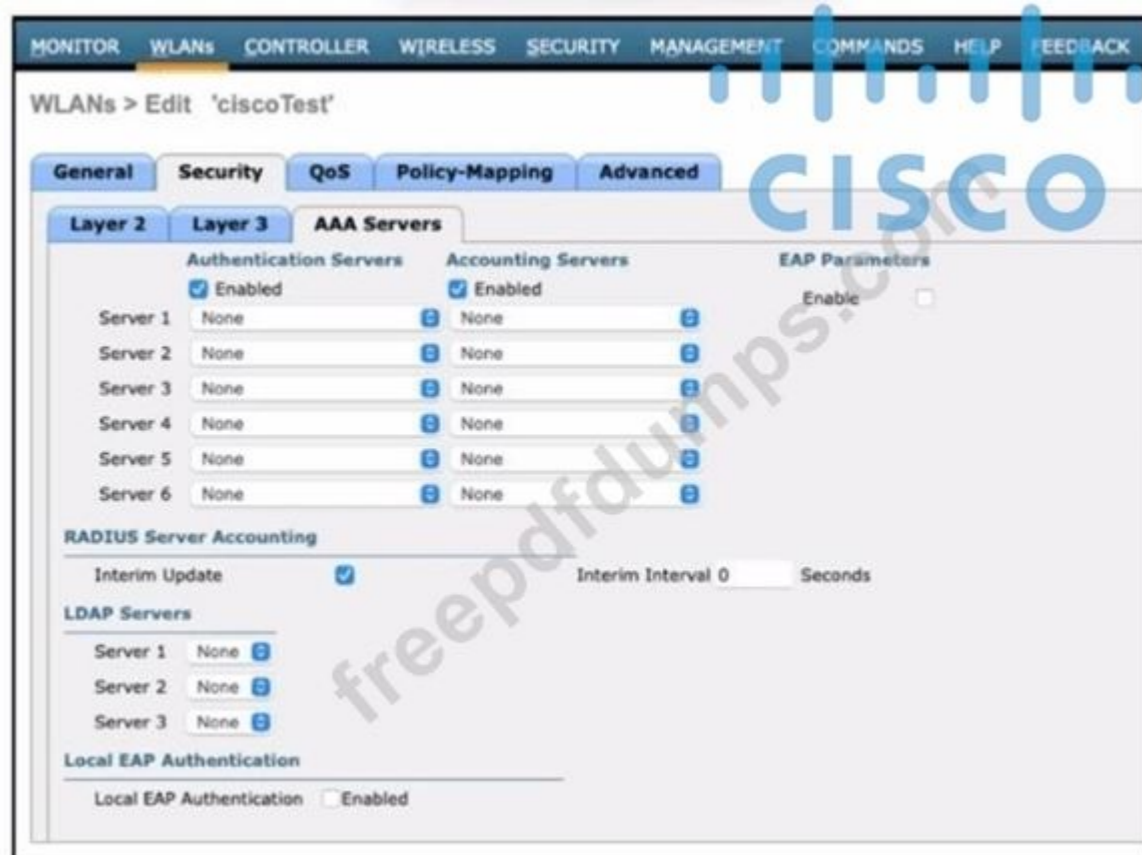 MONITOR WLANs CONTROLLER WIRELESS SECURITY MANAGEMENT COMMANDS HELP FEEDBACK
WLANs > Edit 'ciscoTest'
CISCO
General Security QoS Policy-Mapping Advanced
Layer 2 Layer 3 AAA Servers
Authentication Servers Accounting Servers EAP Parameters
Enabled Enabled Enable
Server 1 None None
Server 2 None None
Server 3 None None
Server 4 None None
Server 5 None None
Server 6 None None
RADIUS Server Accounting
Interim Update Interim Interval 0 Seconds
LDAP Servers
Server 1 None
Server 2 None
Server 3 None
Local EAP Authentication
Local EAP Authentication Enabled
freepdfdumps.com